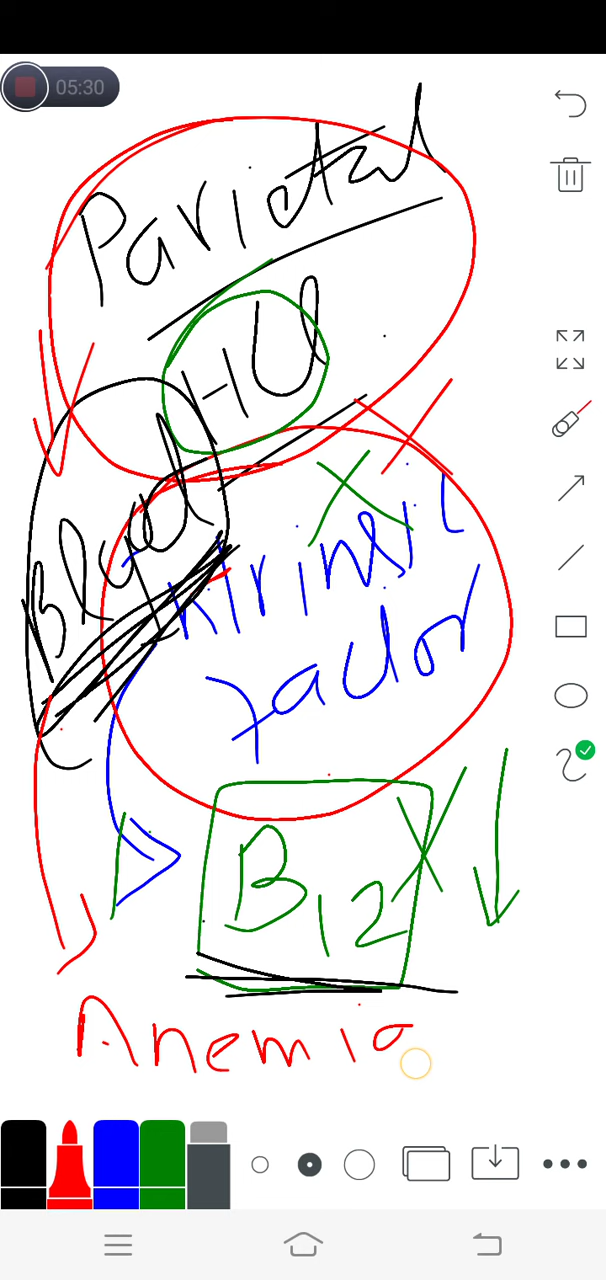 05:30
Parietal
HCl
Blood
Intrinsic
factor
B12
Anemia